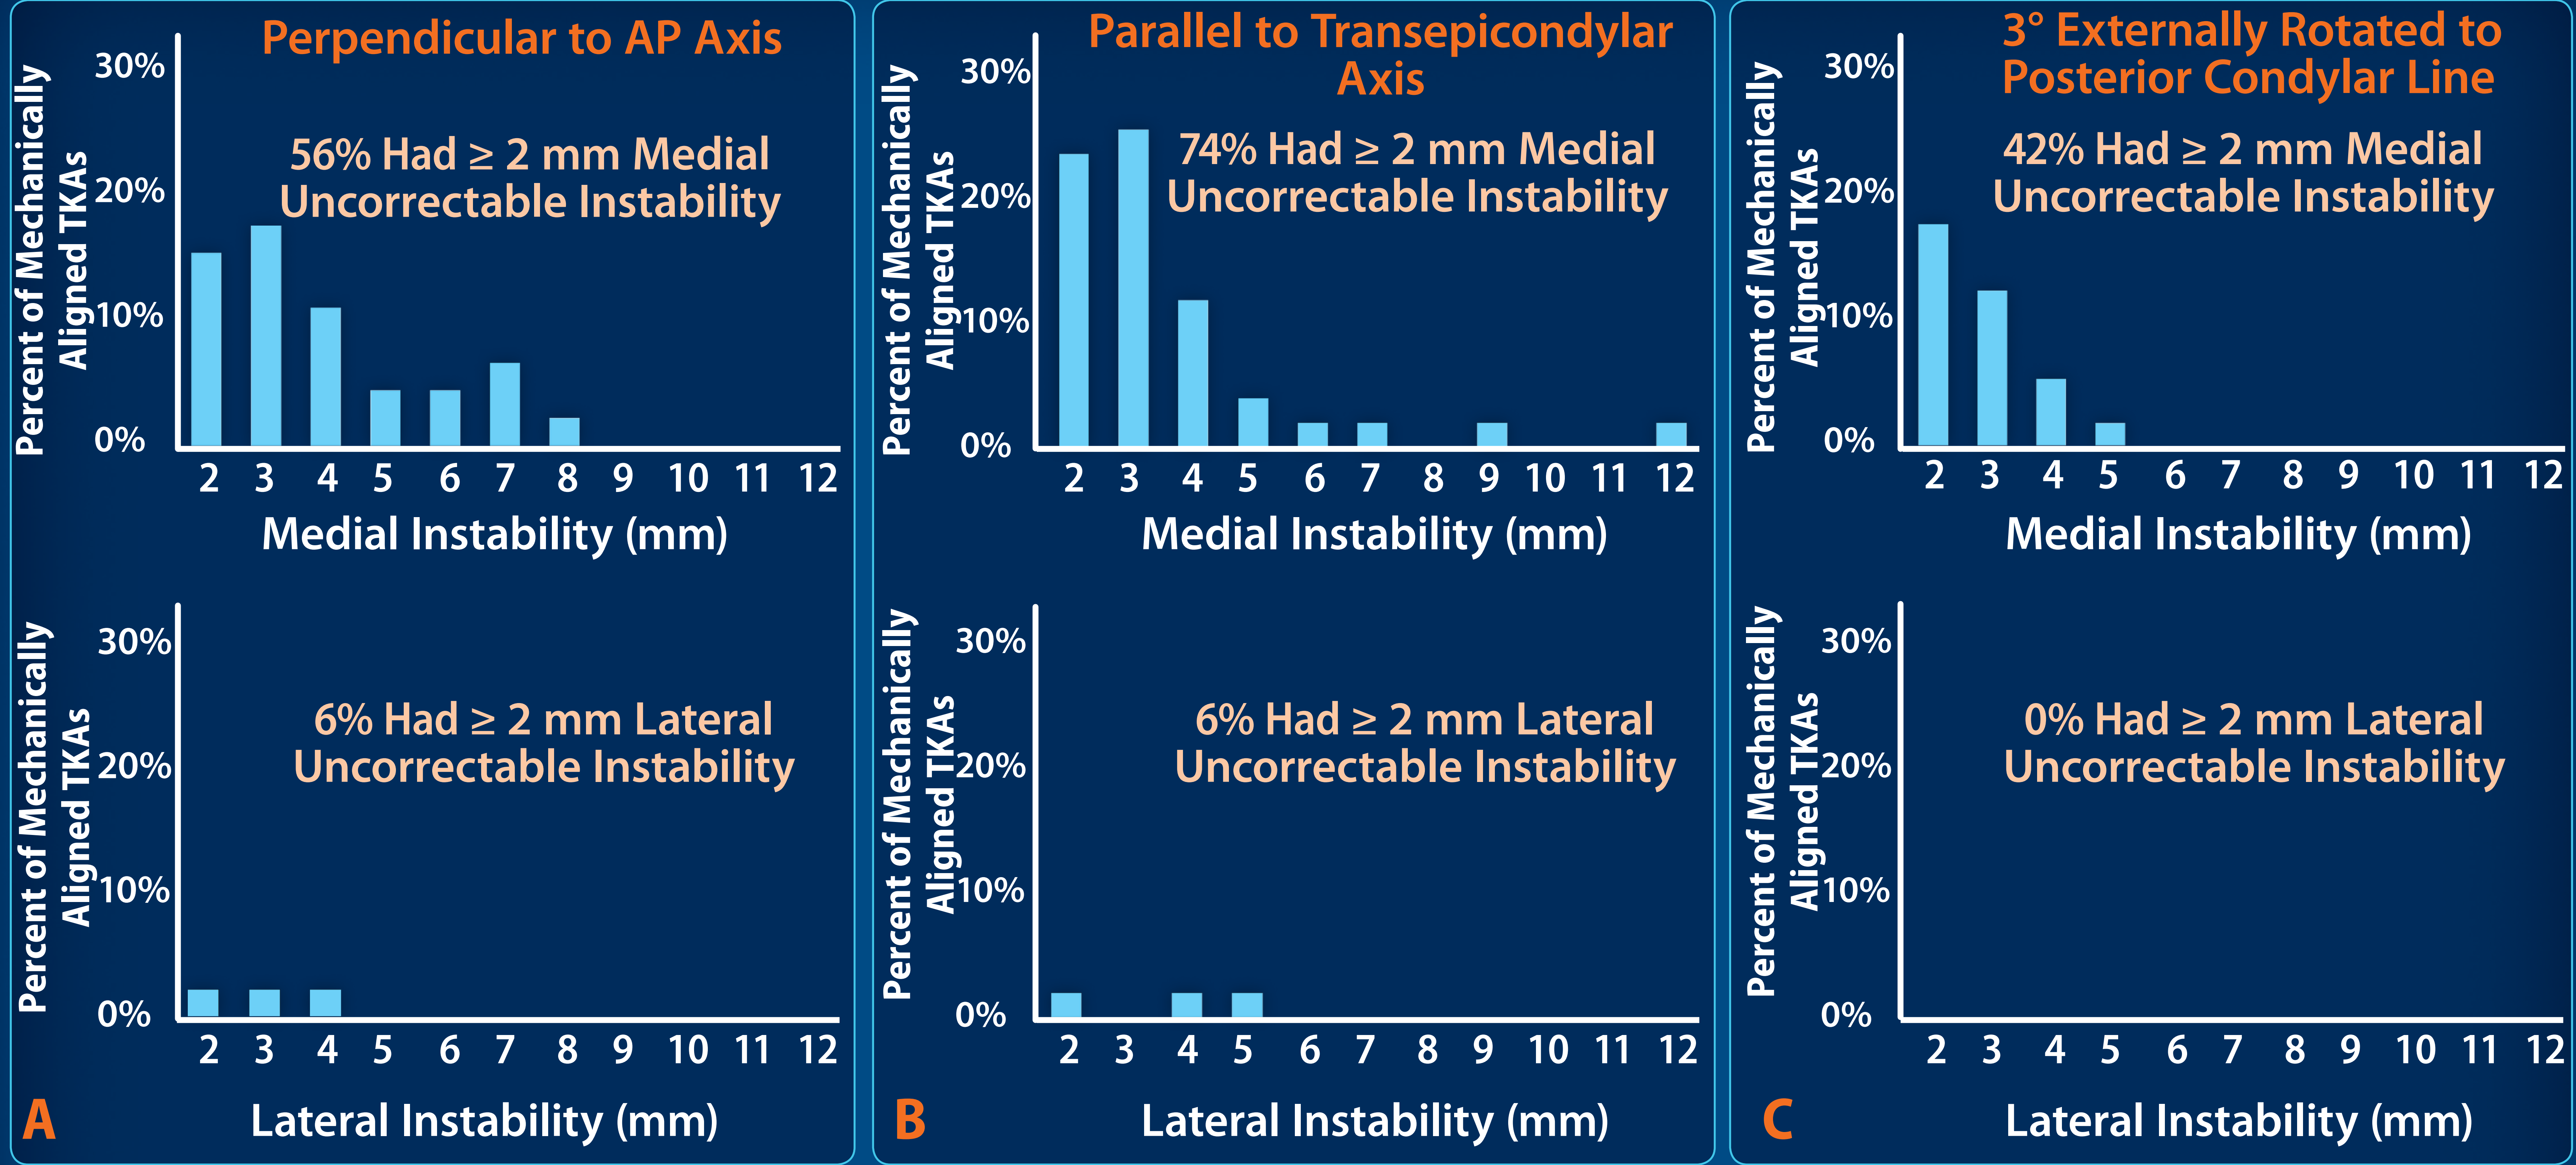 Perpendicular to AP Axis
Percent of Mechanically
Aligned TKAs
30%
20%
10%
0%
56% Had ≥ 2 mm Medial
Uncorrectable Instability
2 3 4 5 6 7 8 9 10 11 12
Medial Instability (mm)
Percent of Mechanically
Aligned TKAs
30%
20%
10%
0%
6% Had ≥ 2 mm Lateral
Uncorrectable Instability
2 3 4 5 6 7 8 9 10 11 12
Lateral Instability (mm)
A
Parallel to Transepicondylar
Axis
Percent of Mechanically
Aligned TKAs
30%
20%
10%
0%
74% Had ≥ 2 mm Medial
Uncorrectable Instability
2 3 4 5 6 7 8 9 10 11 12
Medial Instability (mm)
Percent of Mechanically
Aligned TKAs
30%
20%
10%
0%
6% Had ≥ 2 mm Lateral
Uncorrectable Instability
2 3 4 5 6 7 8 9 10 11 12
Lateral Instability (mm)
B
3° Externally Rotated to
Posterior Condylar Line
Percent of Mechanically
Aligned TKAs
30%
20%
10%
0%
42% Had ≥ 2 mm Medial
Uncorrectable Instability
2 3 4 5 6 7 8 9 10 11 12
Medial Instability (mm)
Percent of Mechanically
Aligned TKAs
30%
20%
10%
0%
0% Had ≥ 2 mm Lateral
Uncorrectable Instability
2 3 4 5 6 7 8 9 10 11 12
Lateral Instability (mm)
C